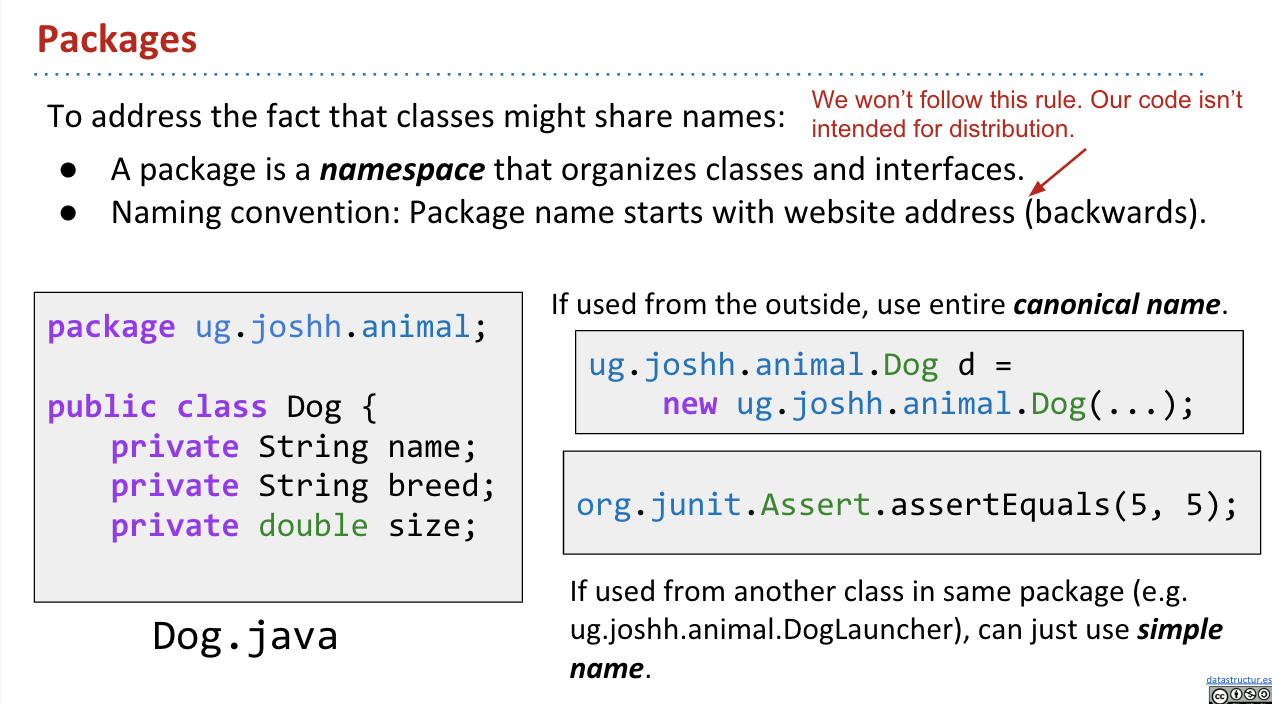 Packages
We won't follow this rule. Our code isn't
intended for distribution.
To address the fact that classes might share names:
● A package is a namespace that organizes classes and interfaces.
● Naming convention: Package name starts with website address (backwards).
package ug.joshh.animal;
public class Dog {
private String name;
private String breed;
private double size;
Dog.java
If used from the outside, use entire canonical name.
ug.joshh.animal.Dog d =
new ug.joshh.animal.Dog(...);
org.junit.Assert.assertEquals(5, 5);
If used from another class in same package (e.g.
ug.joshh.animal.DogLauncher), can just use simple
name.
datastructur.es
cc